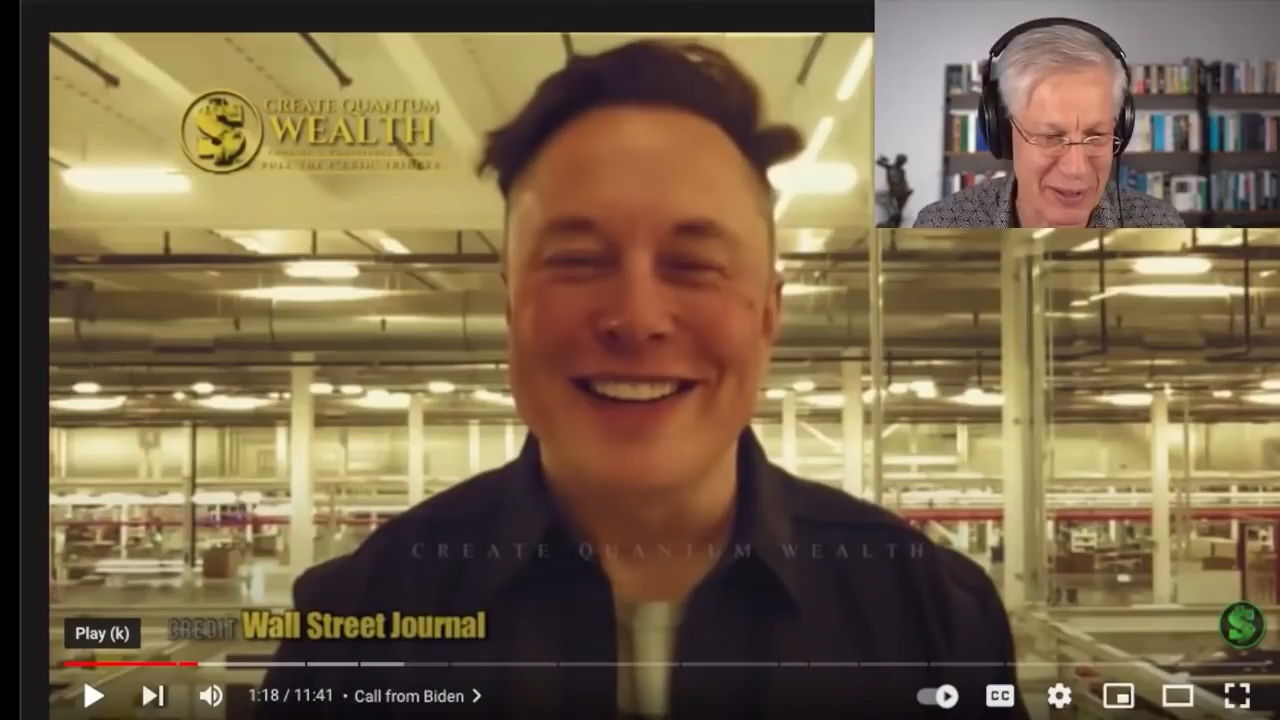 CREATE QUANTUM
WEALTH
CREATE QUANTUM WEALTH
CREDIT Wall Street Journal
Play (k)
1:18 / 11:41 • Call from Biden
CC